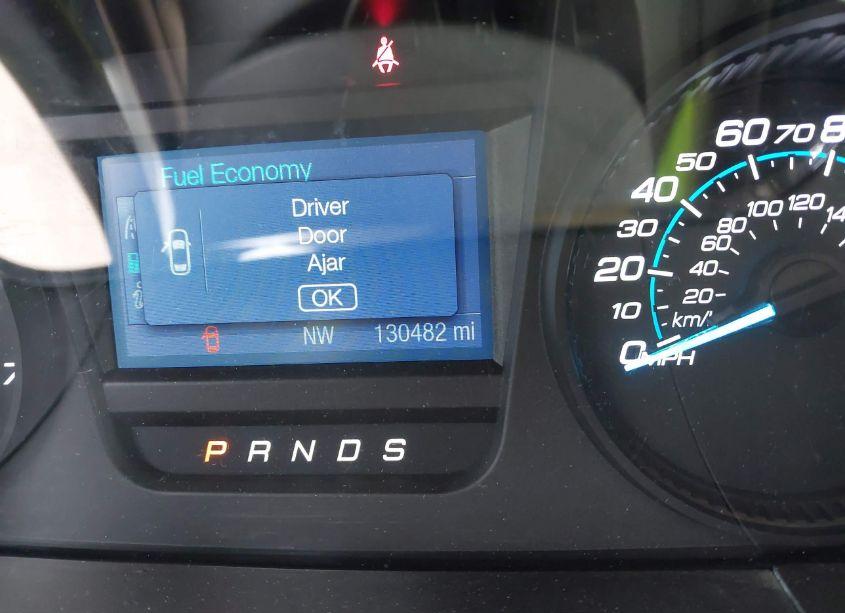 Fuel Economy
Driver
Door
Ajar
OK
NW 130482 mi
P R N D S
0 10 20 30 40 50 60 70
20 40 60 80 100 120
km/
MPH